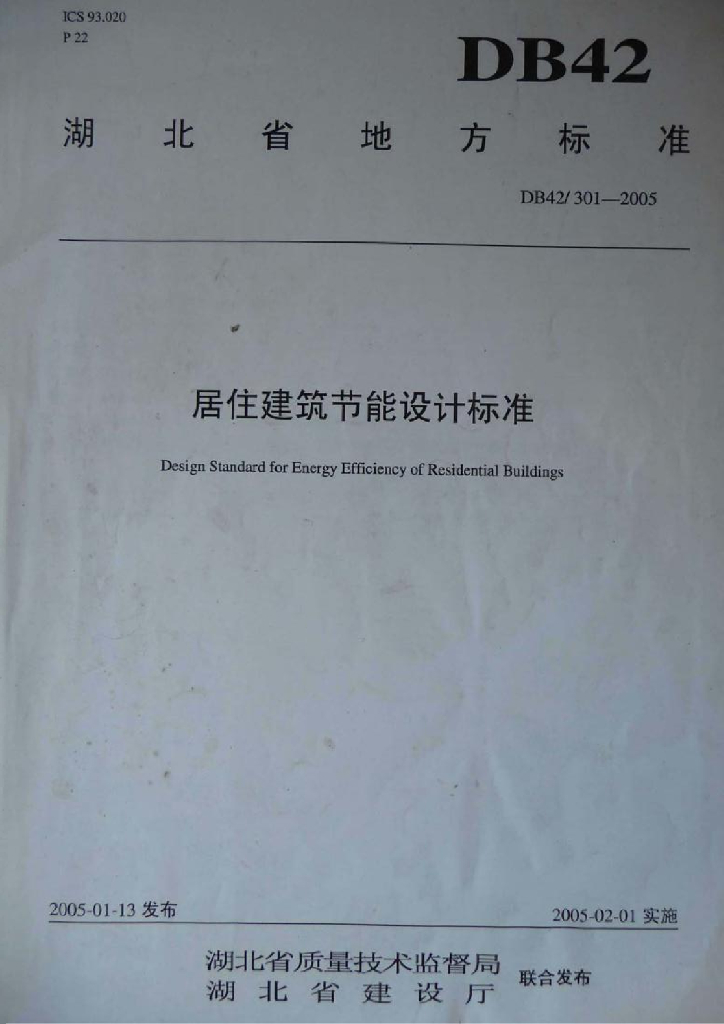 ICS 93.020
P 22
DB42
湖北省地方标准
DB42/ 301—2005
居住建筑节能设计标准
Design Standard for Energy Efficiency of Residential Buildings
2005-01-13 发布
2005-02-01 实施
湖北省质量技术监督局
湖北省建设厅
联合发布